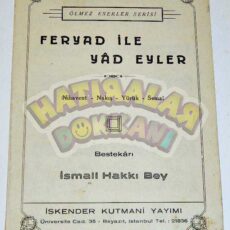 ÖLMEZ ESERLER SERİSİ
FERYAD İLE
YÂD EYLER
Nihavent - Nakış - Yürük - Semai
HATIRALAR
DÜKKANI
Bestekârı
İsmail Hakkı Bey
İSKENDER KUTMANİ YAYIMI
Üniversite Cad. 36 - Beyazıt, İstanbul Tel. : 21836